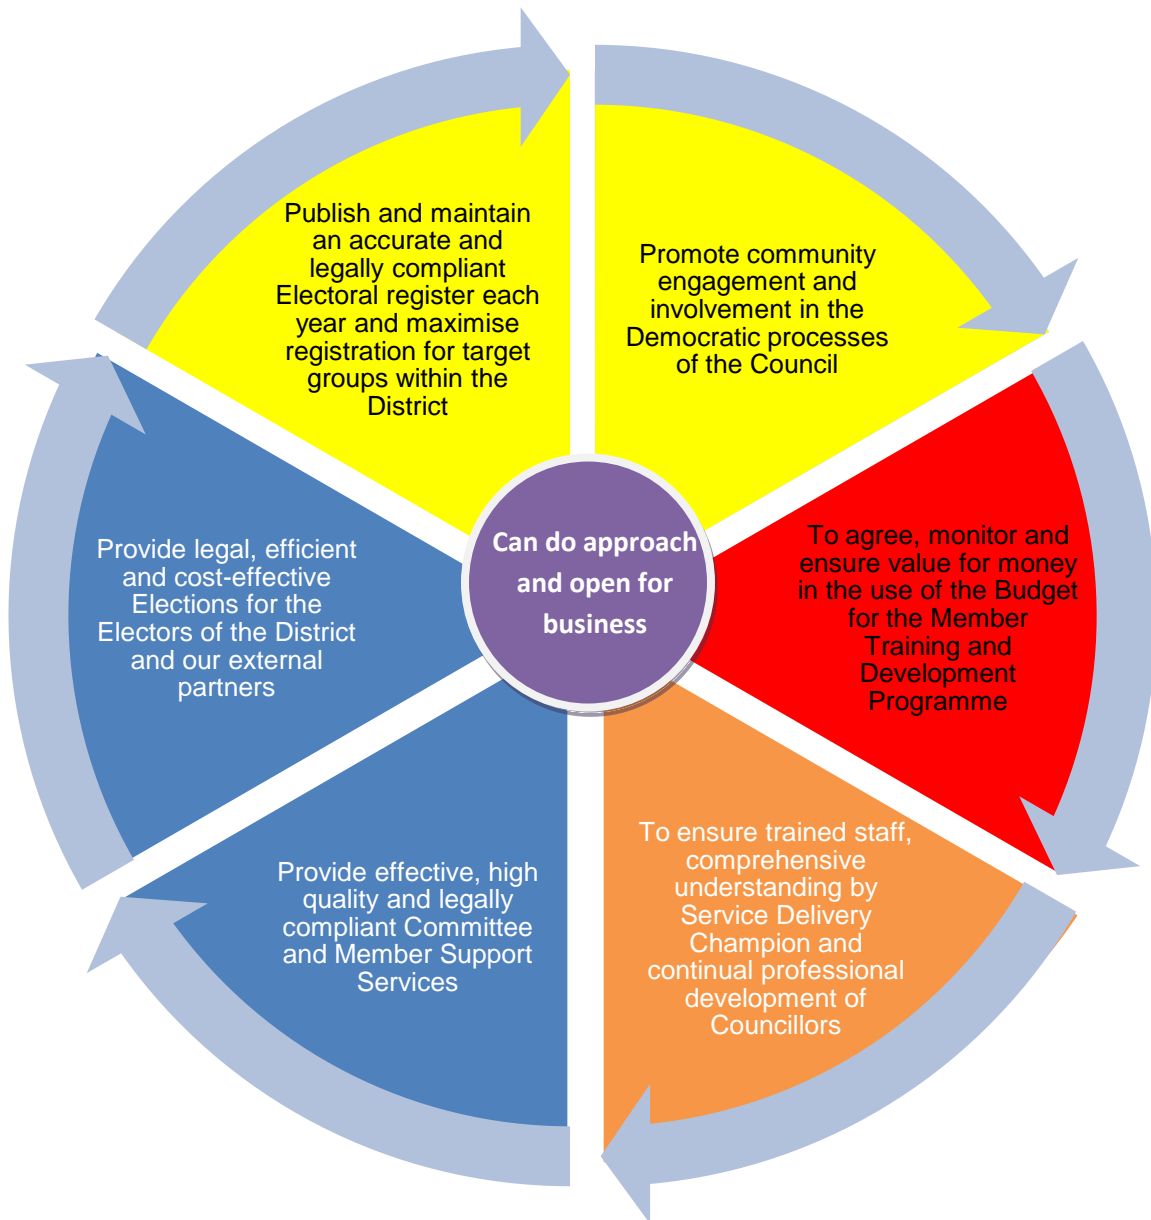 Publish and maintain
an accurate and
legally compliant
Electoral register each
year and maximise
registration for target
groups within the
District
Promote community
engagement and
involvement in the
Democratic processes
of the Council
To agree, monitor and
ensure value for money
in the use of the Budget
for the Member
Training and
Development
Programme
To ensure trained staff,
comprehensive
understanding by
Service Delivery
Champion and
continual professional
development of
Councillors
Provide effective, high
quality and legally
compliant Committee
and Member Support
Services
Provide legal, efficient
and cost-effective
Elections for the
Electors of the District
and our external
partners
Can do approach
and open for
business